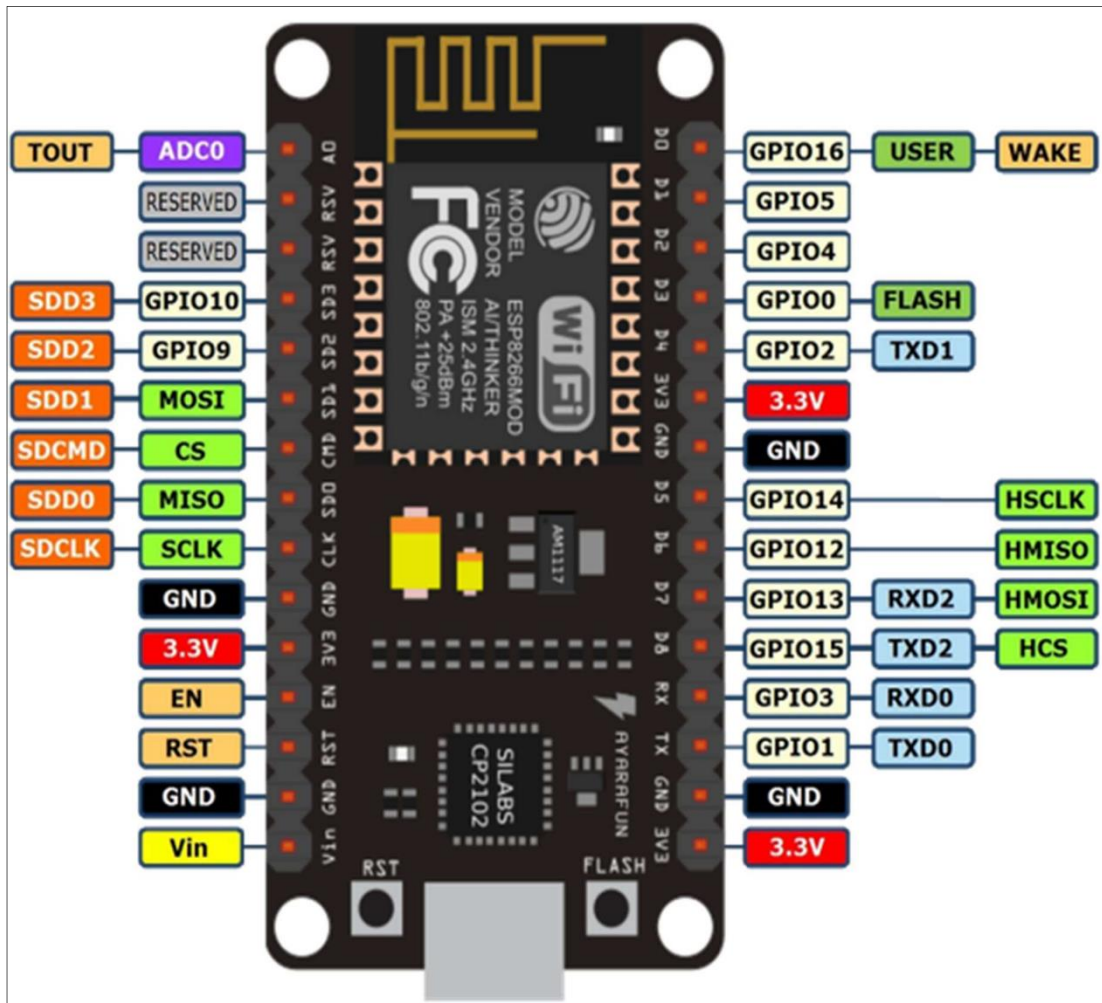 TOUT ADC0 A0 D0 GPIO16 USER WAKE
RESERVED RSV D1 GPIO5
RESERVED RSV D2 GPIO4
SDD3 GPIO10 SD3 D3 GPIO0 FLASH
SDD2 GPIO9 SD2 D4 GPIO2 TXD1
SDD1 MOSI SD1 3V3 3.3V
SDCMD CS CMD GND GND
SDD0 MISO SD0 D5 GPIO14 HSCLK
SDCLK SCLK CLK D6 GPIO12 HMISO
GND GND D7 GPIO13 RXD2 HMOSI
3.3V 3V3 D8 GPIO15 TXD2 HCS
EN EN RX GPIO3 RXD0
RST RST TX GPIO1 TXD0
GND GND GND GND
Vin Vin 3V3 3.3V
MODEL
VENDOR
FC
WiFi
ESP8266MOD
AI/THINKER
ISM 2.4GHz
PA +25dBm
802.11b/g/n
AM1117
SILABS
CP2102
AYARAFUN
RST
FLASH